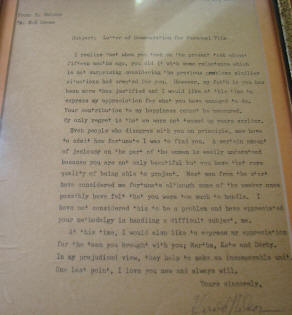 Subject: Letter of Commendation for Personal File
I realize that when you took on the project task about
fifteen months ago, you did it with some reluctance which
is not surprising considering the previous problems similar
situations had created for you. However, my faith in you has
been more than justified and I would like at this time to
express my appreciation for what you have managed to do.
Your contribution to my happiness cannot be measured.
My only regret is that we were not teamed up years earlier.
Even people who disagree with you on principle, now have
to admit how fortunate I was to find you. A certain amount
of jealousy on the part of the women is easily understood
because you are not only beautiful but you have that rare
quality of being able to project. Most men from the start
have considered me fortunate although some of the weaker ones
possibly have felt that you were too much to handle. I
have not considered this to be a problem and have appreciated
your methodolgy in handling a difficult subject, me.
At this time, I would also like to express my appreciation
for the team you brought with you; Martha, Kate and Derby.
In my prejudiced view, they help to make an incomparable unit.
One last point, I love you now and always will.
Yours sincerely,